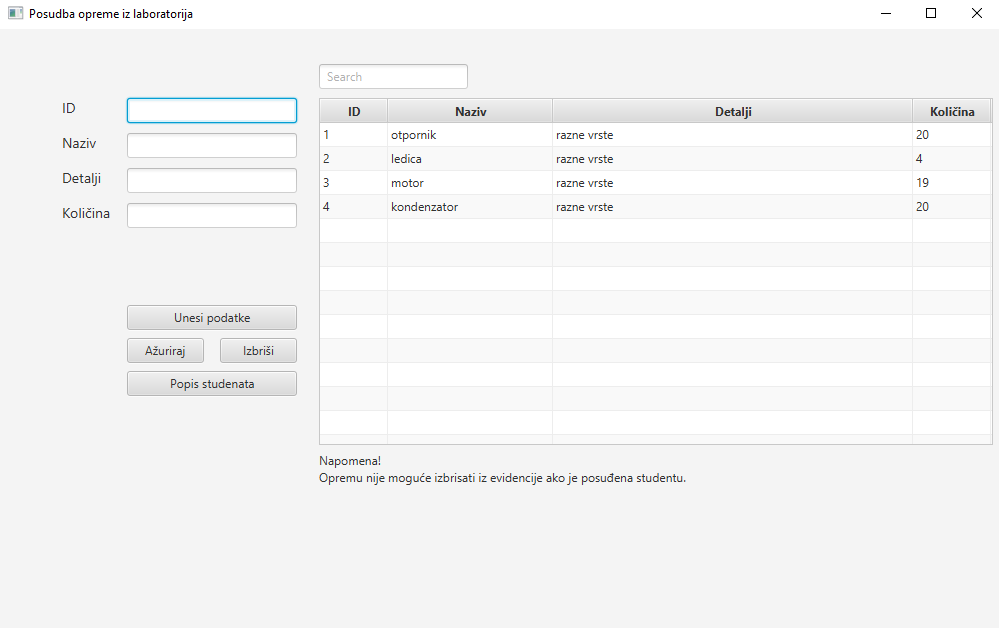 Posudba opreme iz laboratorija
Search
ID
Naziv
Detalji
Količina
Unesi podatke
Ažuriraj Izbriši
Popis studenata
ID Naziv Detalji Količina
1 otpornik razne vrste 20
2 ledica razne vrste 4
3 motor razne vrste 19
4 kondenzator razne vrste 20
Napomena!
Opremu nije moguće izbrisati iz evidencije ako je posuđena studentu.